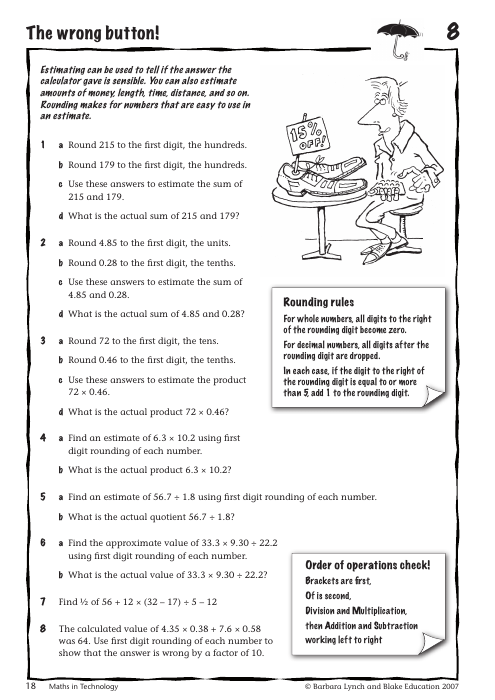 The wrong button!
8
Estimating can be used to tell if the answer the
calculator gave is sensible. You can also estimate
amounts of money, length, time, distance, and so on.
Rounding makes for numbers that are easy to use in
an estimate.
15%
OFF!
1 a Round 215 to the first digit, the hundreds.
b Round 179 to the first digit, the hundreds.
c Use these answers to estimate the sum of
215 and 179.
d What is the actual sum of 215 and 179?
2 a Round 4.85 to the first digit, the units.
b Round 0.28 to the first digit, the tenths.
c Use these answers to estimate the sum of
4.85 and 0.28.
d What is the actual sum of 4.85 and 0.28?
3 a Round 72 to the first digit, the tens.
b Round 0.46 to the first digit, the tenths.
c Use these answers to estimate the product
72 × 0.46.
d What is the actual product 72 × 0.46?
Rounding rules
For whole numbers, all digits to the right
of the rounding digit become zero.
For decimal numbers, all digits after the
rounding digit are dropped.
In each case, if the digit to the right of
the rounding digit is equal to or more
than 5, add 1 to the rounding digit.
4 a Find an estimate of 6.3 × 10.2 using first
digit rounding of each number.
b What is the actual product 6.3 × 10.2?
5 a Find an estimate of 56.7 ÷ 1.8 using first digit rounding of each number.
b What is the actual quotient 56.7 ÷ 1.8?
6 a Find the approximate value of 33.3 × 9.30 ÷ 22.2
using first digit rounding of each number.
b What is the actual value of 33.3 × 9.30 ÷ 22.2?
7 Find ½ of 56 + 12 × (32 – 17) ÷ 5 – 12
8 The calculated value of 4.35 × 0.38 + 7.6 × 0.58
was 64. Use first digit rounding of each number to
show that the answer is wrong by a factor of 10.
Order of operations check!
Brackets are first,
Of is second,
Division and Multiplication,
then Addition and Subtraction
working left to right
18 Maths in Technology
© Barbara Lynch and Blake Education 2007